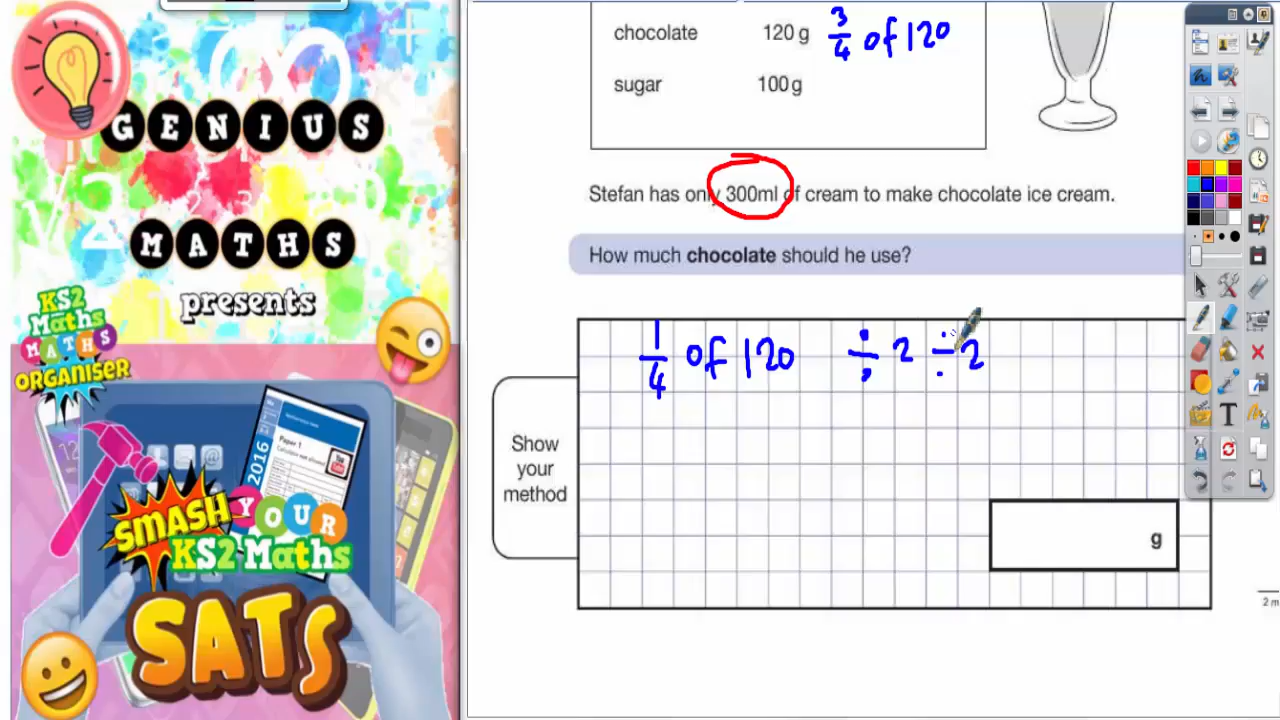 GENIUS
MATHS
presents
KS2
Maths
MATHS
ORGANISER
2016
Paper 1
SMASH YOUR
KS2 Maths
SATS
chocolate 120 g 3/4 of 120
sugar 100 g
Stefan has only 300ml of cream to make chocolate ice cream.
How much chocolate should he use?
1/4 of 120 ÷ 2 ÷ 2
Show
your
method
g
2 m